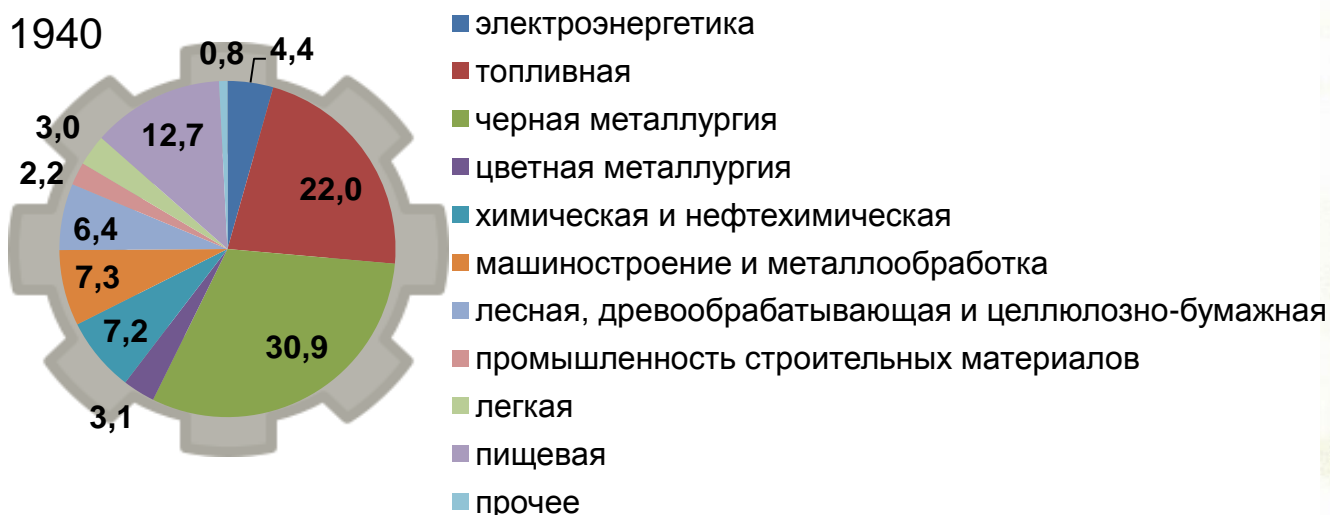 1940
0,8
4,4
3,0
12,7
2,2
22,0
6,4
7,3
7,2
30,9
3,1
электроэнергетика
топливная
черная металлургия
цветная металлургия
химическая и нефтехимическая
машиностроение и металлообработка
лесная, древообрабатывающая и целлюлозно-бумажная
промышленность строительных материалов
легкая
пищевая
прочее